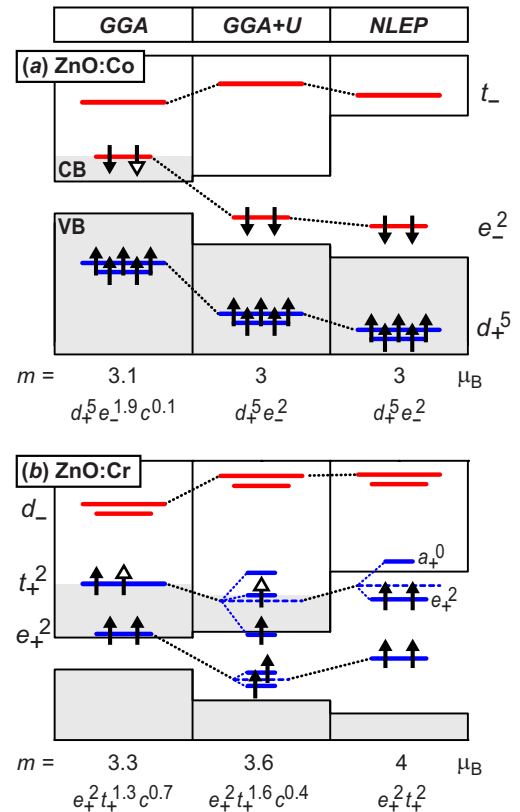 GGA GGA+U NLEP
(a) ZnO:Co
t₋
CB
VB
e₋²
d₊⁵
m = 3.1 3 3 μ_B
d₊⁵e₋¹·⁹c⁰·¹ d₊⁵e₋² d₊⁵e₋²
(b) ZnO:Cr
d₋
a₊⁰
t₊²
e₊²
e₊²
m = 3.3 3.6 4 μ_B
e₊²t₊¹·³c⁰·⁷ e₊²t₊¹·⁶c⁰·⁴ e₊²t₊²